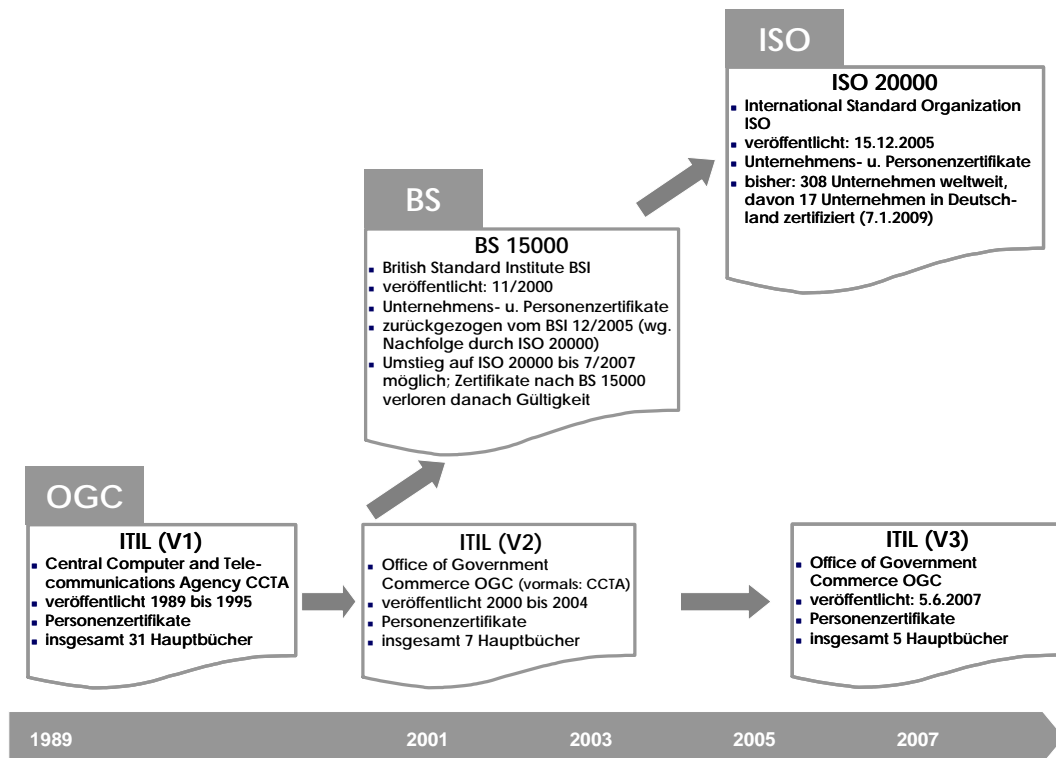 ISO
ISO 20000
▪ International Standard Organization
ISO
▪ veröffentlicht: 15.12.2005
▪ Unternehmens- u. Personenzertifikate
▪ bisher: 308 Unternehmen weltweit,
davon 17 Unternehmen in Deutsch-
land zertifiziert (7.1.2009)
BS
BS 15000
▪ British Standard Institute BSI
▪ veröffentlicht: 11/2000
▪ Unternehmens- u. Personenzertifikate
▪ zurückgezogen vom BSI 12/2005 (wg.
Nachfolge durch ISO 20000)
▪ Umstieg auf ISO 20000 bis 7/2007
möglich; Zertifikate nach BS 15000
verloren danach Gültigkeit
OGC
ITIL (V1)
▪ Central Computer and Tele-
communications Agency CCTA
▪ veröffentlicht 1989 bis 1995
▪ Personenzertifikate
▪ insgesamt 31 Hauptbücher
ITIL (V2)
▪ Office of Government
Commerce OGC (vormals: CCTA)
▪ veröffentlicht 2000 bis 2004
▪ Personenzertifikate
▪ insgesamt 7 Hauptbücher
ITIL (V3)
▪ Office of Government
Commerce OGC
▪ veröffentlicht: 5.6.2007
▪ Personenzertifikate
▪ insgesamt 5 Hauptbücher
1989 2001 2003 2005 2007